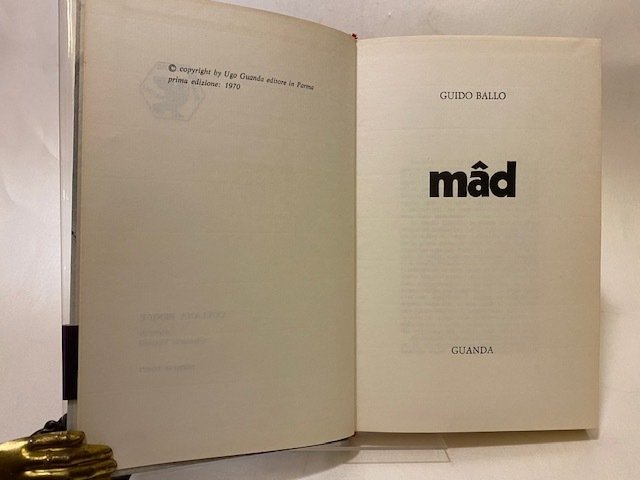 © copyright by Ugo Guanda editore in Parma
prima edizione: 1970
GUIDO BALLO
mâd
GUANDA